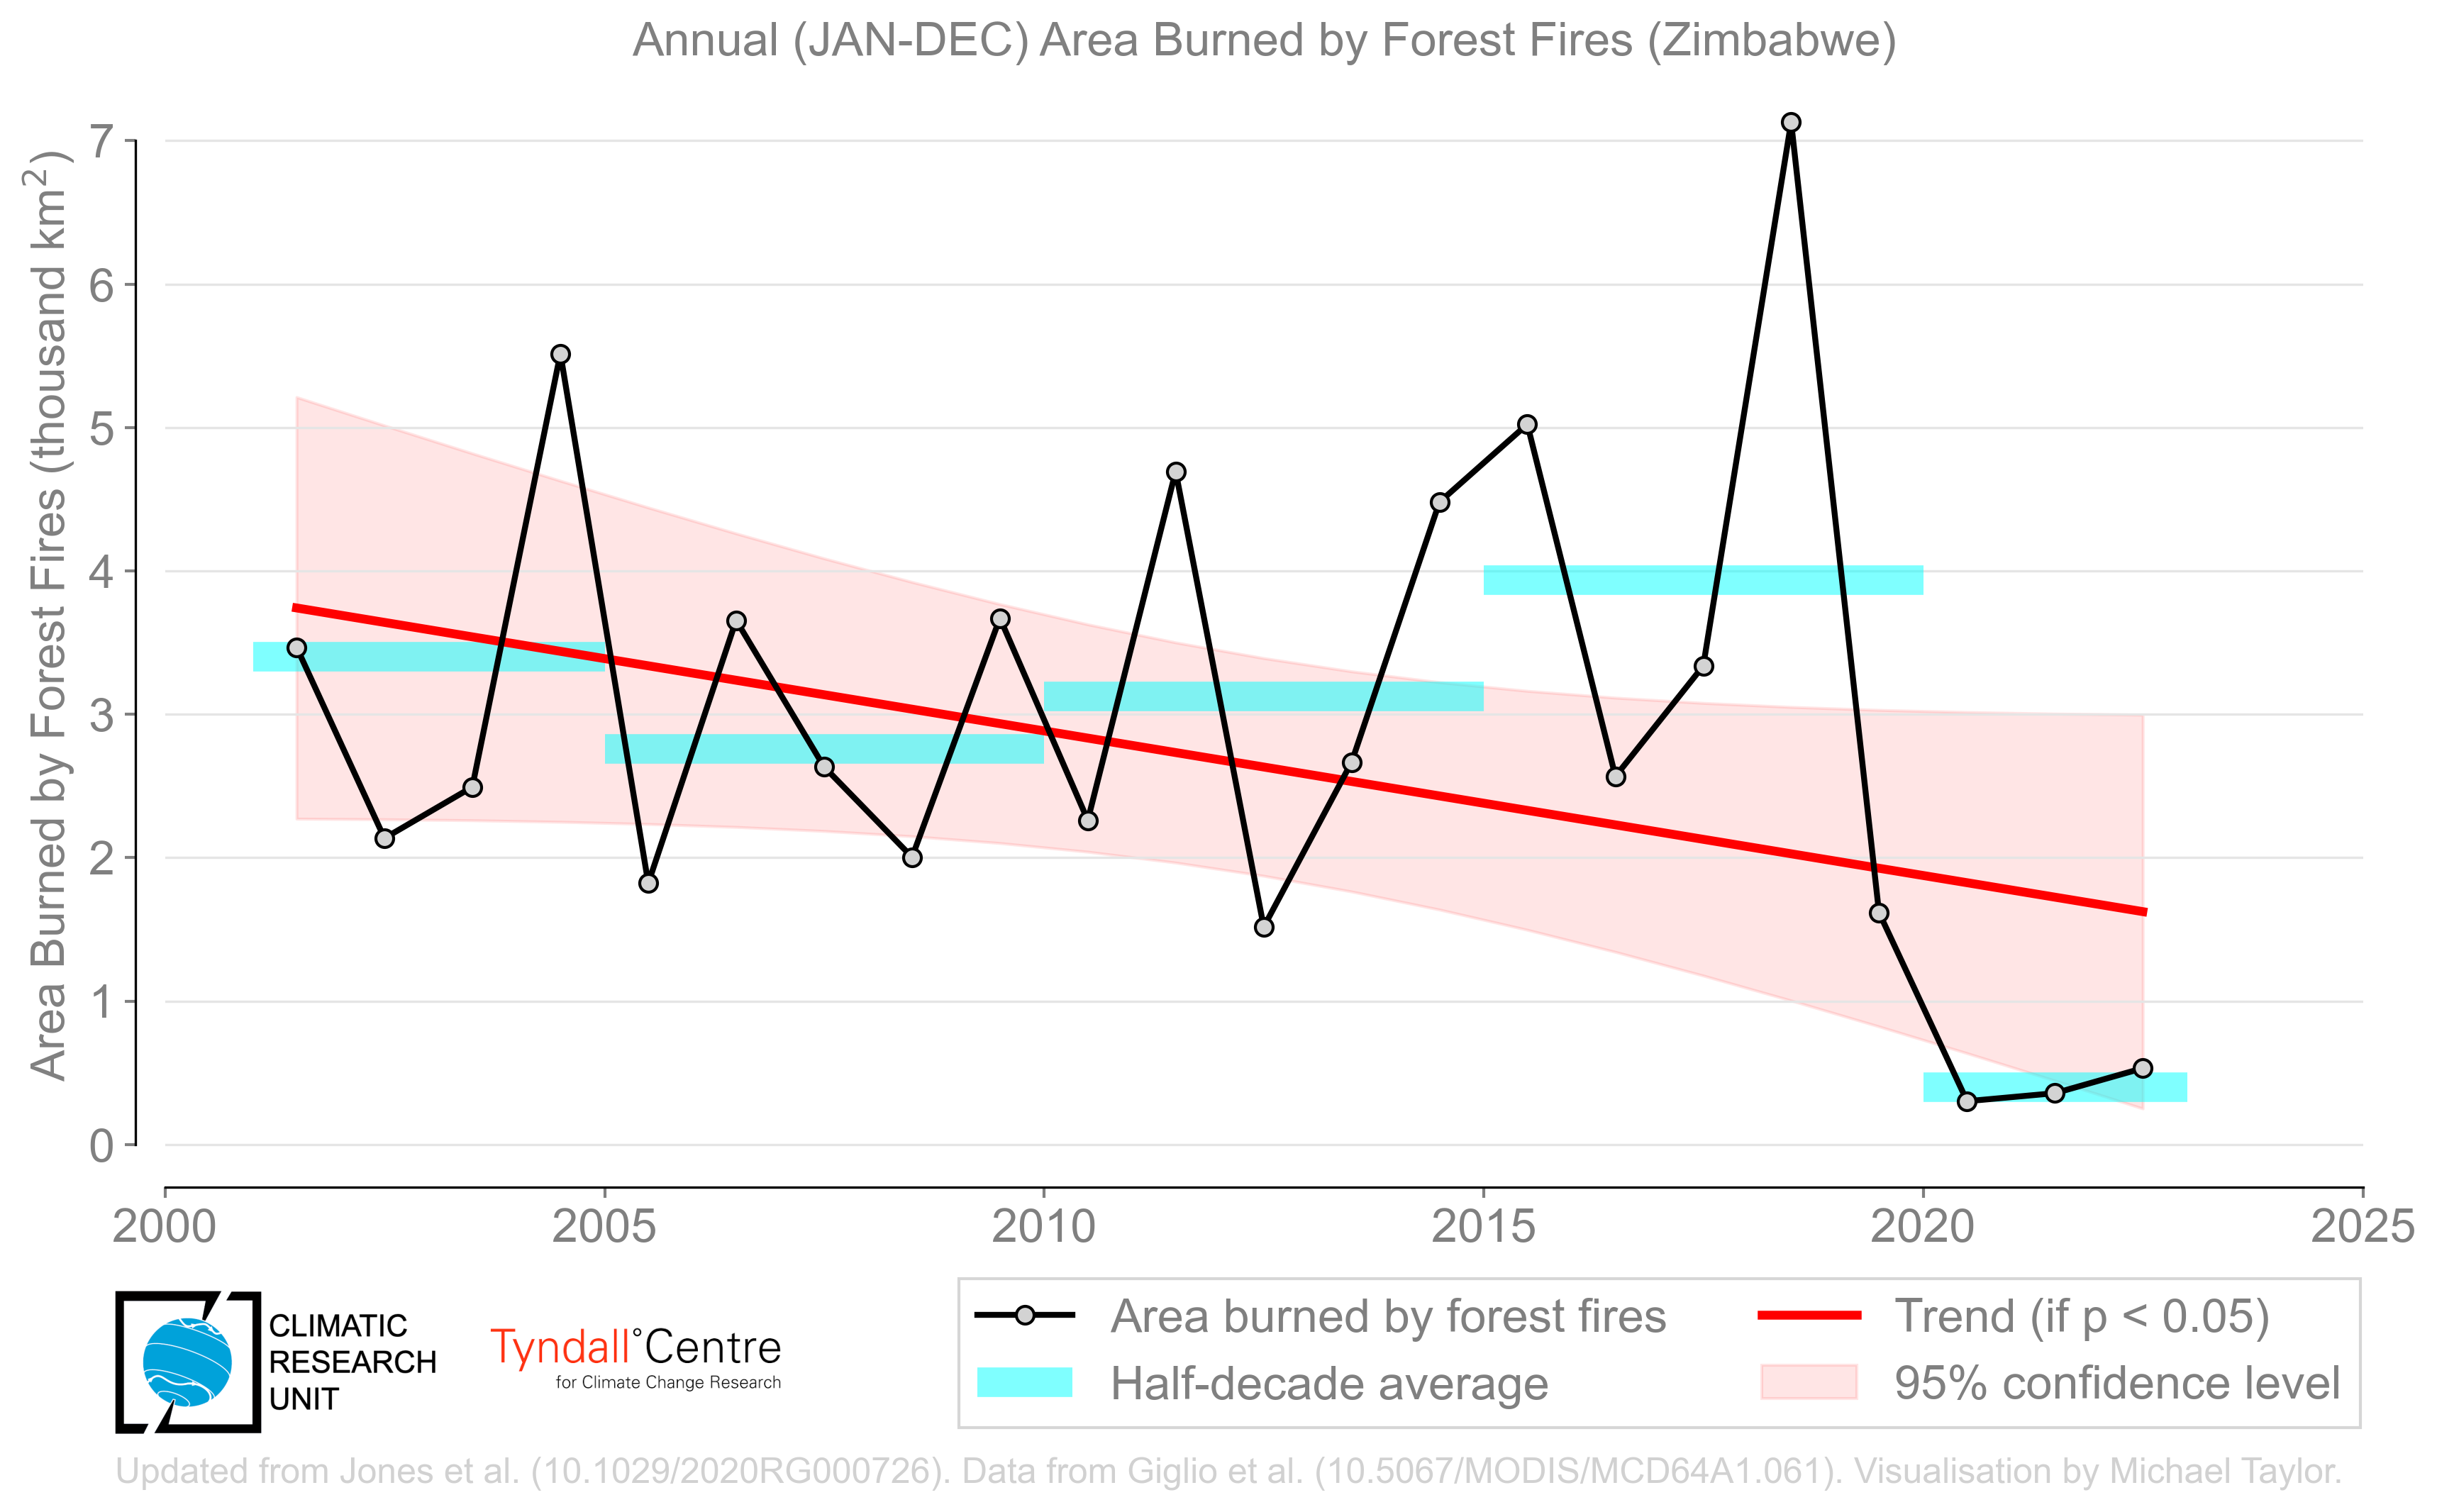 Annual (JAN-DEC) Area Burned by Forest Fires (Zimbabwe)
Area Burned by Forest Fires (thousand km²)
7
6
5
4
3
2
1
0
2000
2005
2010
2015
2020
2025
CLIMATIC
RESEARCH
UNIT
Tyndall°Centre
for Climate Change Research
Area burned by forest fires
Half-decade average
Trend (if p < 0.05)
95% confidence level
Updated from Jones et al. (10.1029/2020RG000726). Data from Giglio et al. (10.5067/MODIS/MCD64A1.061). Visualisation by Michael Taylor.